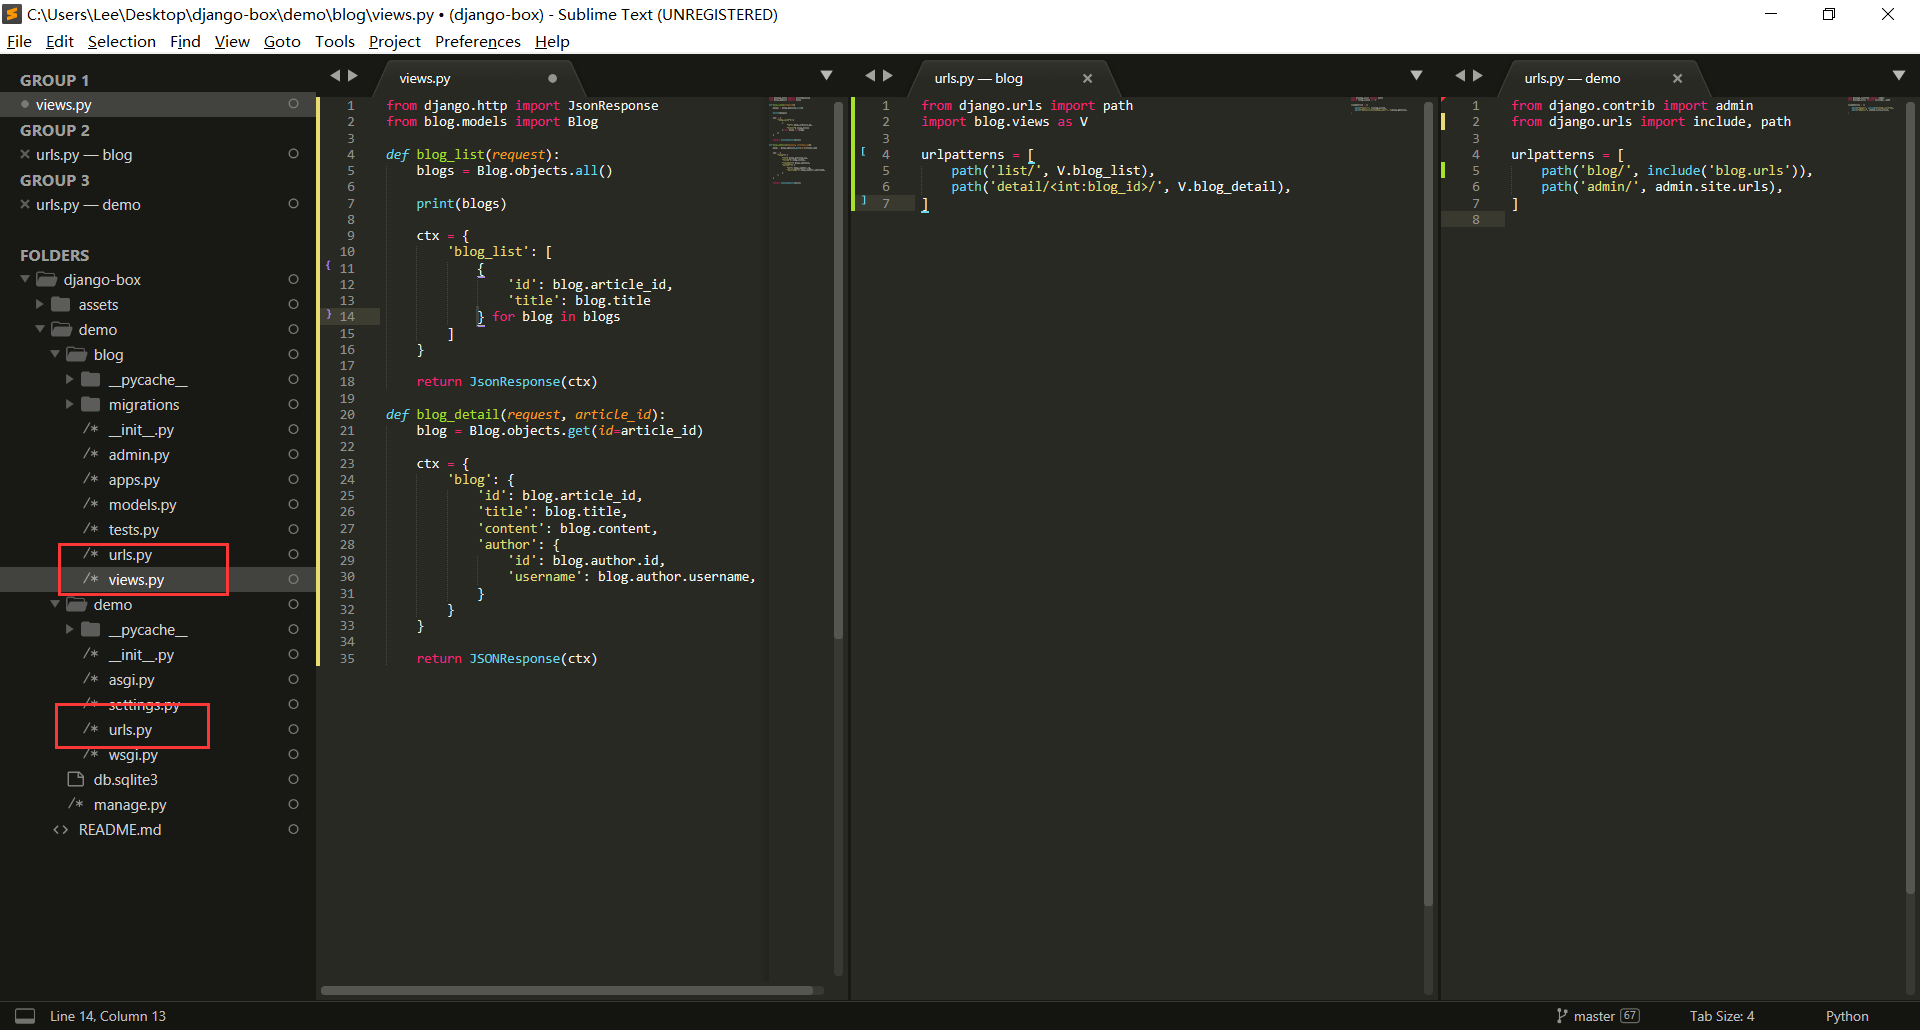 C:\Users\Lee\Desktop\django-box\demo\blog\views.py • (django-box) - Sublime Text (UNREGISTERED)
File Edit Selection Find View Goto Tools Project Preferences Help
GROUP 1
views.py
GROUP 2
urls.py — blog
GROUP 3
urls.py — demo
FOLDERS
django-box
assets
demo
blog
__pycache__
migrations
/* __init__.py
/* admin.py
/* apps.py
/* models.py
/* tests.py
/* urls.py
/* views.py
demo
__pycache__
/* __init__.py
/* asgi.py
/* settings.py
/* urls.py
/* wsgi.py
db.sqlite3
/* manage.py
<> README.md
views.py
1 from django.http import JsonResponse
2 from blog.models import Blog
3
4 def blog_list(request):
5     blogs = Blog.objects.all()
6
7     print(blogs)
8
9     ctx = {
10         'blog_list': [
11             {
12                 'id': blog.article_id,
13                 'title': blog.title
14             } for blog in blogs
15         ]
16     }
17
18     return JsonResponse(ctx)
19
20 def blog_detail(request, article_id):
21     blog = Blog.objects.get(id=article_id)
22
23     ctx = {
24         'blog': {
25             'id': blog.article_id,
26             'title': blog.title,
27             'content': blog.content,
28             'author': {
29                 'id': blog.author.id,
30                 'username': blog.author.username,
31             }
32         }
33     }
34
35     return JSONResponse(ctx)
urls.py — blog
1 from django.urls import path
2 import blog.views as V
3
4 urlpatterns = [
5     path('list/', V.blog_list),
6     path('detail/<int:blog_id>/', V.blog_detail),
7 ]
urls.py — demo
1 from django.contrib import admin
2 from django.urls import include, path
3
4 urlpatterns = [
5     path('blog/', include('blog.urls')),
6     path('admin/', admin.site.urls),
7 ]
8
Line 14, Column 13
master 67
Tab Size: 4
Python